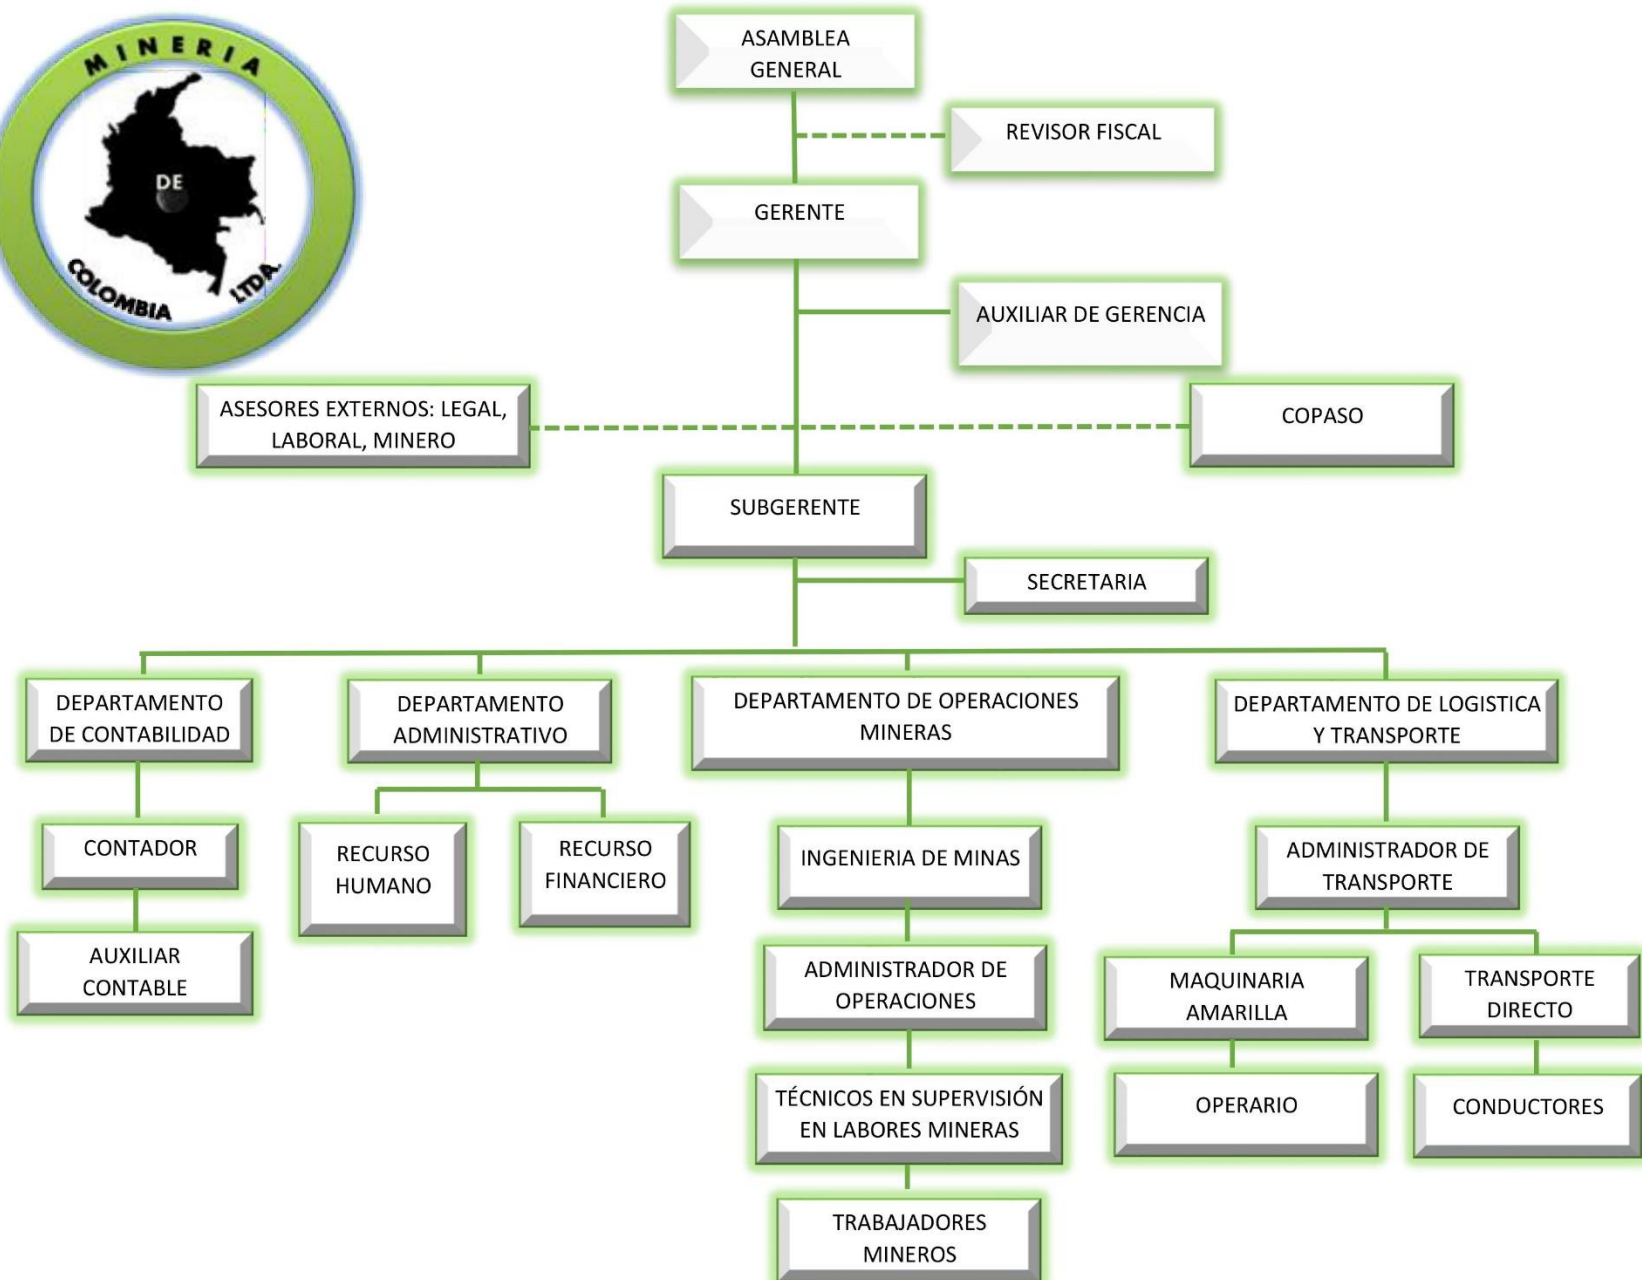 MINERIA
DE
COLOMBIA LTDA.
ASAMBLEA
GENERAL
REVISOR FISCAL
GERENTE
AUXILIAR DE GERENCIA
ASESORES EXTERNOS: LEGAL,
LABORAL, MINERO
COPASO
SUBGERENTE
SECRETARIA
DEPARTAMENTO
DE CONTABILIDAD
DEPARTAMENTO
ADMINISTRATIVO
DEPARTAMENTO DE OPERACIONES
MINERAS
DEPARTAMENTO DE LOGISTICA
Y TRANSPORTE
CONTADOR
RECURSO
HUMANO
RECURSO
FINANCIERO
INGENIERIA DE MINAS
ADMINISTRADOR DE
TRANSPORTE
AUXILIAR
CONTABLE
ADMINISTRADOR DE
OPERACIONES
MAQUINARIA
AMARILLA
TRANSPORTE
DIRECTO
TÉCNICOS EN SUPERVISIÓN
EN LABORES MINERAS
OPERARIO
CONDUCTORES
TRABAJADORES
MINEROS